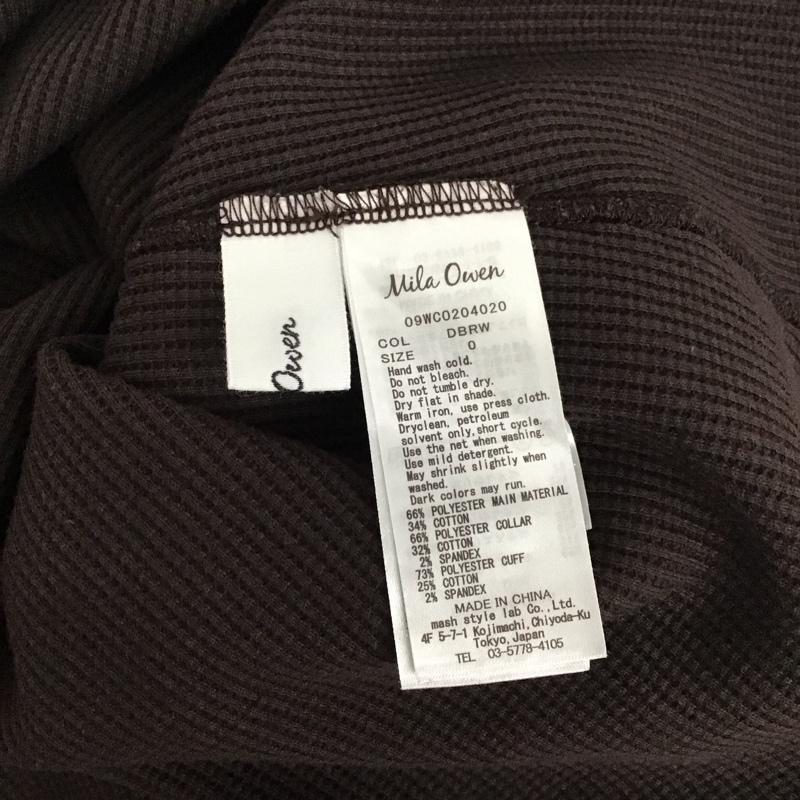 Owen
Mila Owen
09WC0204020
COL DBRW
SIZE 0
Hand wash cold.
Do not bleach.
Do not tumble dry.
Dry flat in shade.
Warm iron, use press cloth.
Dryclean, petroleum
solvent only,short cycle.
Use the net when washing.
Use mild detergent.
May shrink slightly when
washed.
Dark colors may run.
66% POLYESTER MAIN MATERIAL
34% COTTON
66% POLYESTER COLLAR
32% COTTON
2% SPANDEX
73% POLYESTER CUFF
25% COTTON
2% SPANDEX
MADE IN CHINA
mash style lab Co.,Ltd.
4F 5-7-1 Kojimachi,Chiyoda-Ku
Tokyo,Japan
TEL 03-5778-4105